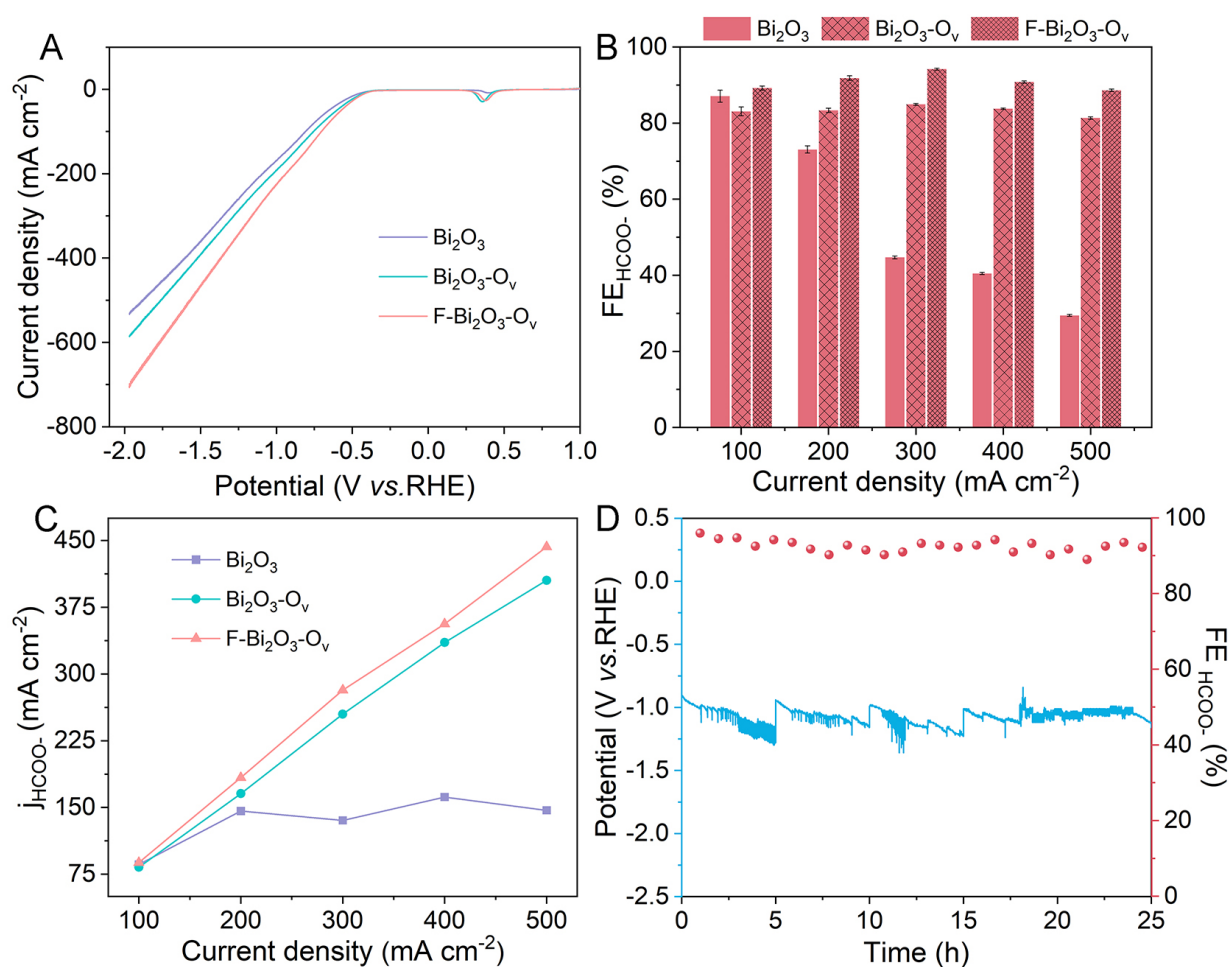 A
Current density (mA cm⁻²)
0
-200
-400
-600
-800
Bi₂O₃
Bi₂O₃-Oᵥ
F-Bi₂O₃-Oᵥ
-2.0 -1.5 -1.0 -0.5 0.0 0.5 1.0
Potential (V vs.RHE)
B
Bi₂O₃ Bi₂O₃-Oᵥ F-Bi₂O₃-Oᵥ
FE_HCOO- (%)
100
80
60
40
20
0
100 200 300 400 500
Current density (mA cm⁻²)
C
j_HCOO- (mA cm⁻²)
450
375
300
225
150
75
Bi₂O₃
Bi₂O₃-Oᵥ
F-Bi₂O₃-Oᵥ
100 200 300 400 500
Current density (mA cm⁻²)
D
Potential (V vs.RHE)
0.5
0.0
-0.5
-1.0
-1.5
-2.0
-2.5
0 5 10 15 20 25
Time (h)
100
80
60
40
20
0
FE HCOO- (%)